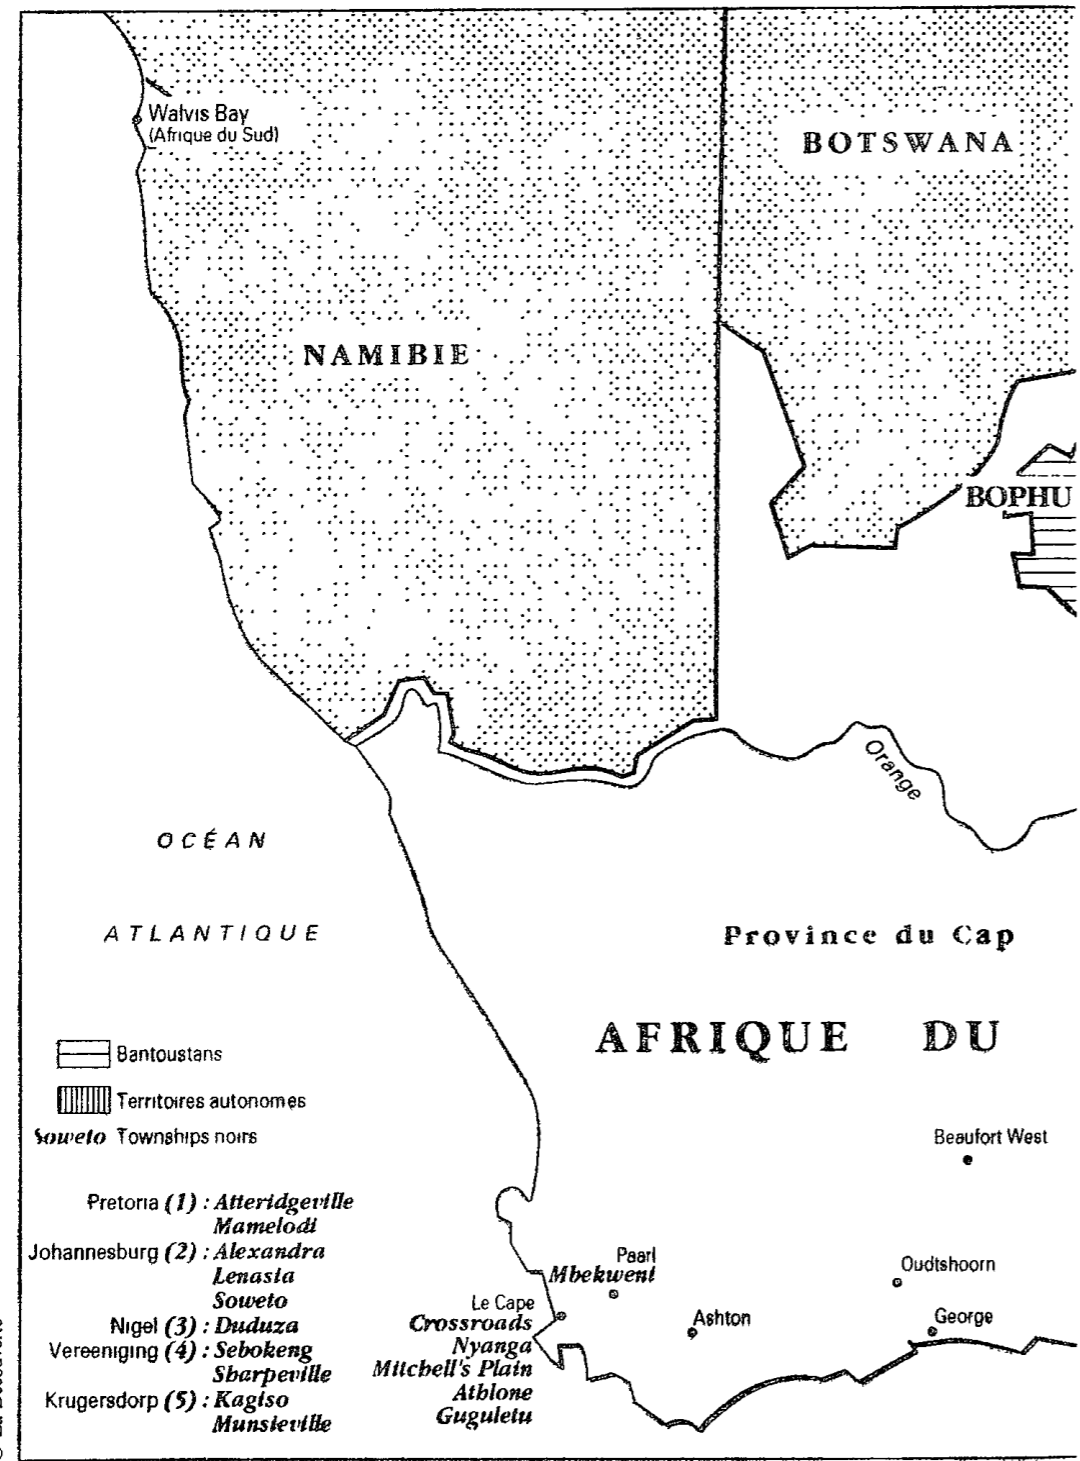 Walvis Bay
(Afrique du Sud)
BOTSWANA
NAMIBIE
BOPHU
Orange
OCÉAN
ATLANTIQUE
Province du Cap
AFRIQUE DU
Bantoustans
Territoires autonomes
Soweto Townships noirs
Beaufort West
Pretoria (1) : Atteridgeville
Mamelodi
Johannesburg (2) : Alexandra
Lenasia
Soweto
Nigel (3) : Duduza
Vereeniging (4) : Sebokeng
Sharpeville
Krugersdorp (5) : Kagiso
Munsieville
Paarl
Mbekweni
Le Cape
Crossroads
Nyanga
Mitchell's Plain
Athlone
Guguletu
Ashton
Oudtshoorn
George